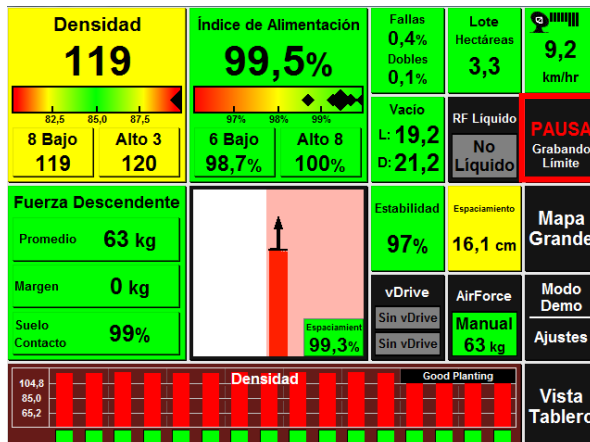 Densidad
119
82,5 85,0 87,5
8 Bajo
119
Alto 3
120
Índice de Alimentación
99,5%
97% 98% 99%
6 Bajo
98,7%
Alto 8
100%
Fallas
0,4%
Dobles
0,1%
Lote
Hectáreas
3,3
9,2
km/hr
Vacío
L: 19,2
D: 21,2
RF Líquido
No
Líquido
PAUSA
Grabando
Límite
Fuerza Descendente
Promedio 63 kg
Margen 0 kg
Suelo
Contacto 99%
Espaciament
99,3%
Estabilidad
97%
Espaciamiento
16,1 cm
Mapa
Grande
vDrive
Sin vDrive
Sin vDrive
AirForce
Manual
63 kg
Modo
Demo
Ajustes
Densidad
Good Planting
104,8
85,0
65,2
Vista
Tablero